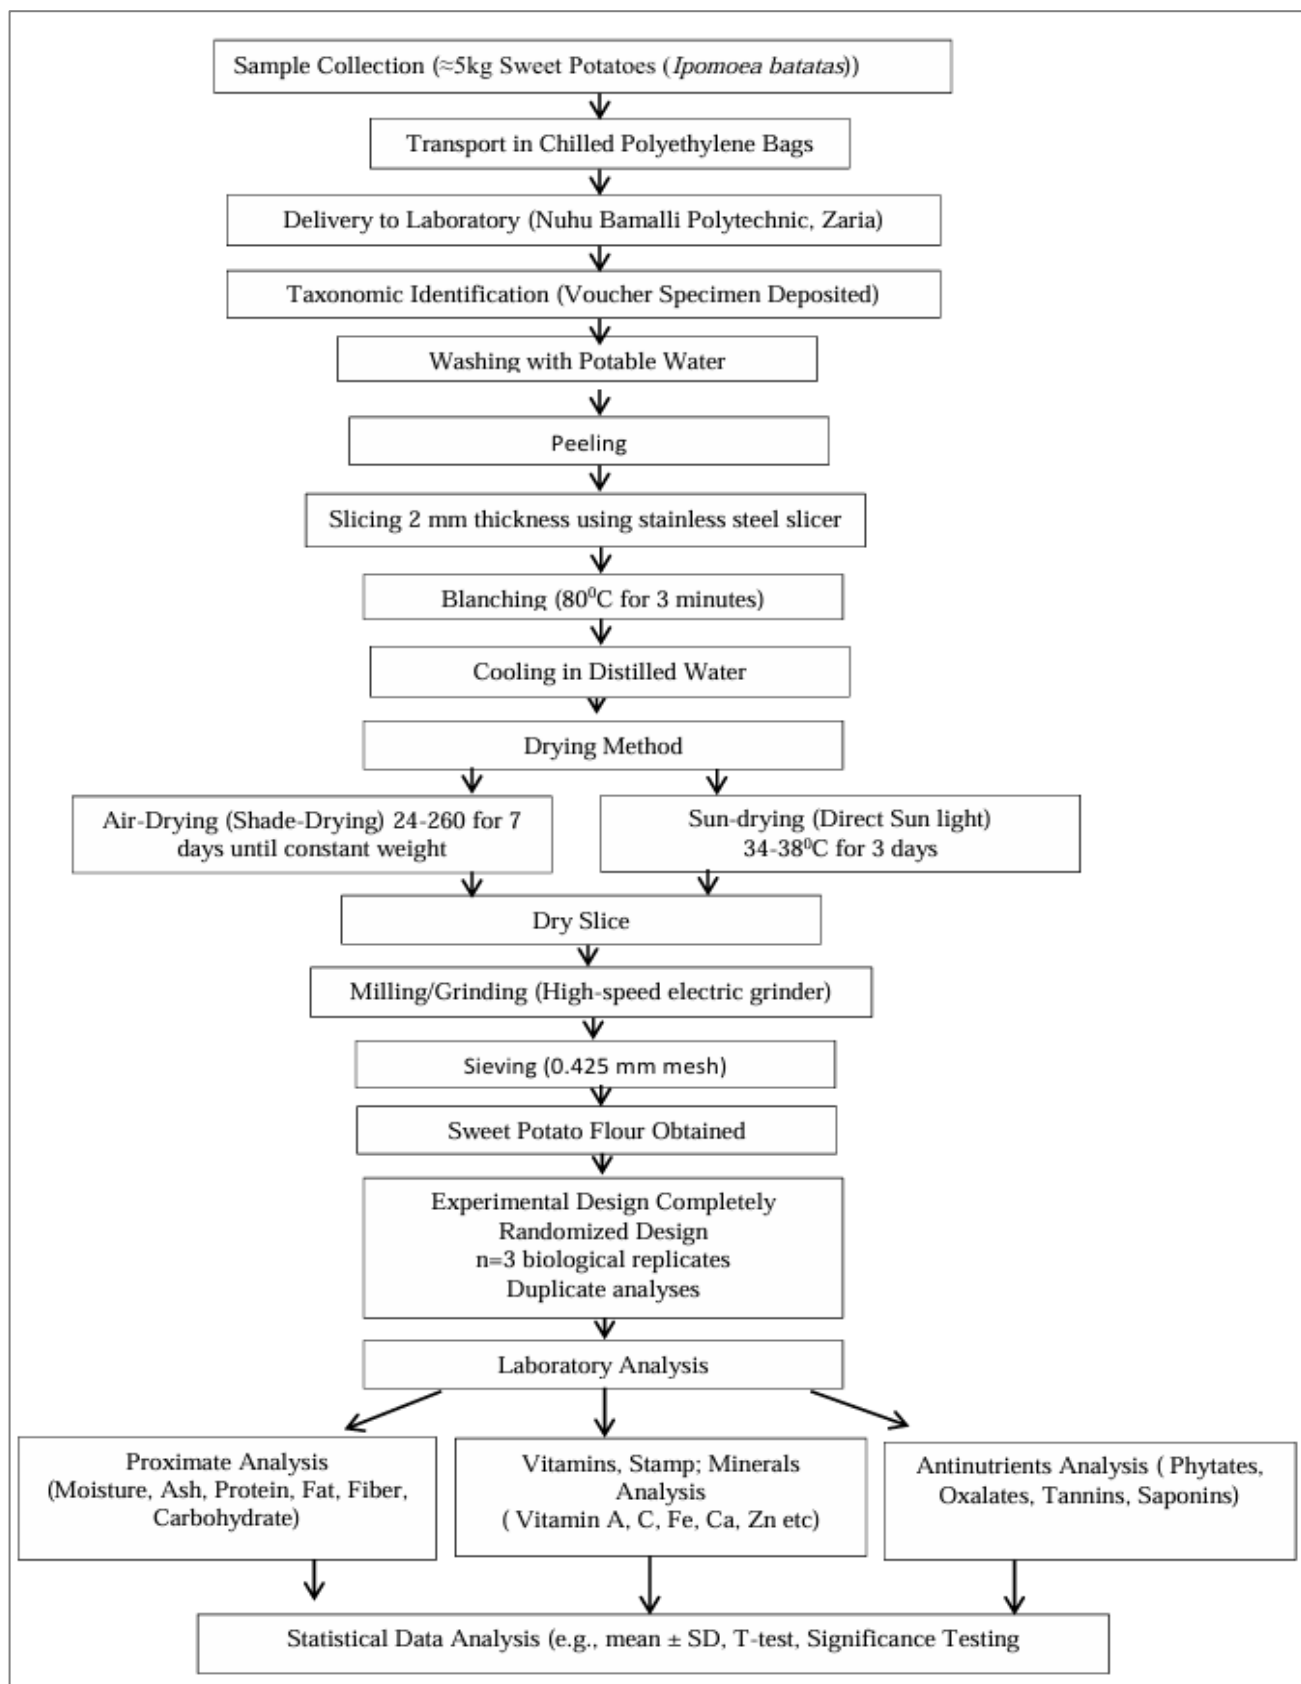 Sample Collection (≈5kg Sweet Potatoes (Ipomoea batatas))
Transport in Chilled Polyethylene Bags
Delivery to Laboratory (Nuhu Bamalli Polytechnic, Zaria)
Taxonomic Identification (Voucher Specimen Deposited)
Washing with Potable Water
Peeling
Slicing 2 mm thickness using stainless steel slicer
Blanching (80⁰C for 3 minutes)
Cooling in Distilled Water
Drying Method
Air-Drying (Shade-Drying) 24-260 for 7
days until constant weight
Sun-drying (Direct Sun light)
34-38⁰C for 3 days
Dry Slice
Milling/Grinding (High-speed electric grinder)
Sieving (0.425 mm mesh)
Sweet Potato Flour Obtained
Experimental Design Completely
Randomized Design
n=3 biological replicates
Duplicate analyses
Laboratory Analysis
Proximate Analysis
(Moisture, Ash, Protein, Fat, Fiber,
Carbohydrate)
Vitamins, Stamp; Minerals
Analysis
( Vitamin A, C, Fe, Ca, Zn etc)
Antinutrients Analysis ( Phytates,
Oxalates, Tannins, Saponins)
Statistical Data Analysis (e.g., mean ± SD, T-test, Significance Testing